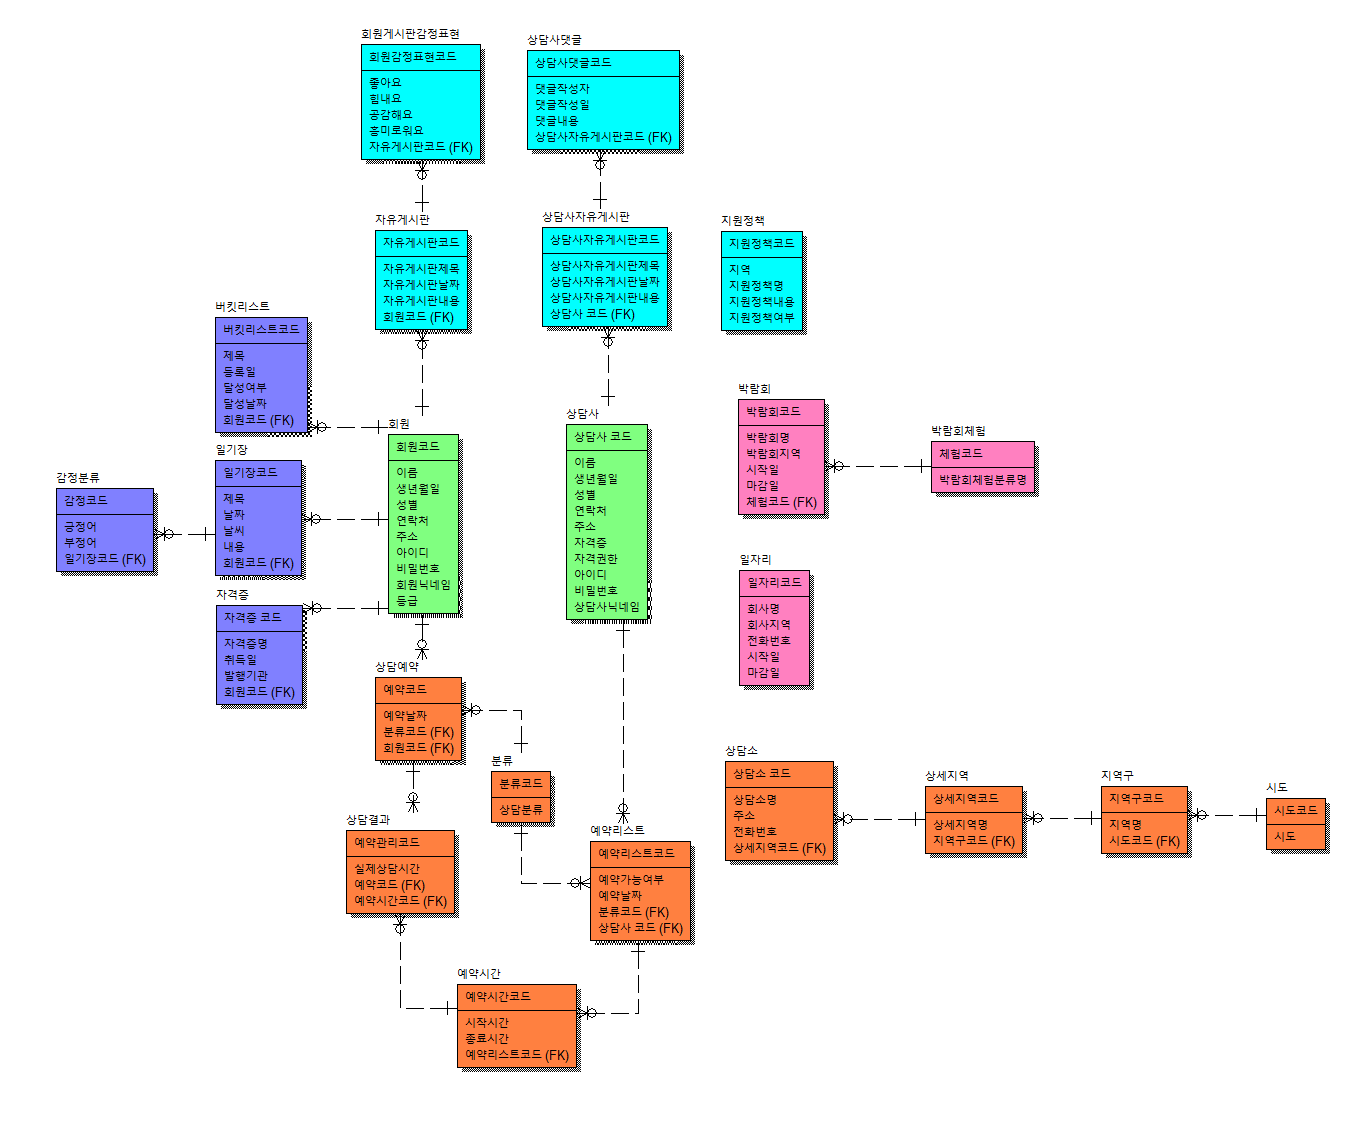 회원게시판감정표현
회원감정표현코드
좋아요
힘내요
공감해요
흥미로워요
자유게시판코드 (FK)
상담사댓글
상담사댓글코드
댓글작성자
댓글작성일
댓글내용
상담사자유게시판코드 (FK)
자유게시판
자유게시판코드
자유게시판제목
자유게시판날짜
자유게시판내용
회원코드 (FK)
상담사자유게시판
상담사자유게시판코드
상담사자유게시판제목
상담사자유게시판날짜
상담사자유게시판내용
상담사 코드 (FK)
지원정책
지원정책코드
지역
지원정책명
지원정책내용
지원정책여부
버킷리스트
버킷리스트코드
제목
등록일
달성여부
달성날짜
회원코드 (FK)
일기장
일기장코드
제목
날짜
날씨
내용
회원코드 (FK)
감정분류
감정코드
긍정어
부정어
일기장코드 (FK)
자격증
자격증 코드
자격증명
취득일
발행기관
회원코드 (FK)
회원
회원코드
이름
생년월일
성별
연락처
주소
아이디
비밀번호
회원닉네임
등급
상담사
상담사 코드
이름
생년월일
성별
연락처
주소
자격증
자격권한
아이디
비밀번호
상담사닉네임
박람회
박람회코드
박람회명
박람회지역
시작일
마감일
체험코드 (FK)
박람회체험
체험코드
박람회체험분류명
일자리
일자리코드
회사명
회사지역
전화번호
시작일
마감일
상담예약
예약코드
예약날짜
분류코드 (FK)
회원코드 (FK)
분류
분류코드
상담분류
상담결과
예약관리코드
실제상담시간
예약코드 (FK)
예약시간코드 (FK)
예약리스트
예약리스트코드
예약가능여부
예약날짜
분류코드 (FK)
상담사 코드 (FK)
예약시간
예약시간코드
시작시간
종료시간
예약리스트코드 (FK)
상담소
상담소 코드
상담소명
주소
전화번호
상세지역코드 (FK)
상세지역
상세지역코드
상세지역명
지역구코드 (FK)
지역구
지역구코드
지역명
시도코드 (FK)
시도
시도코드
시도